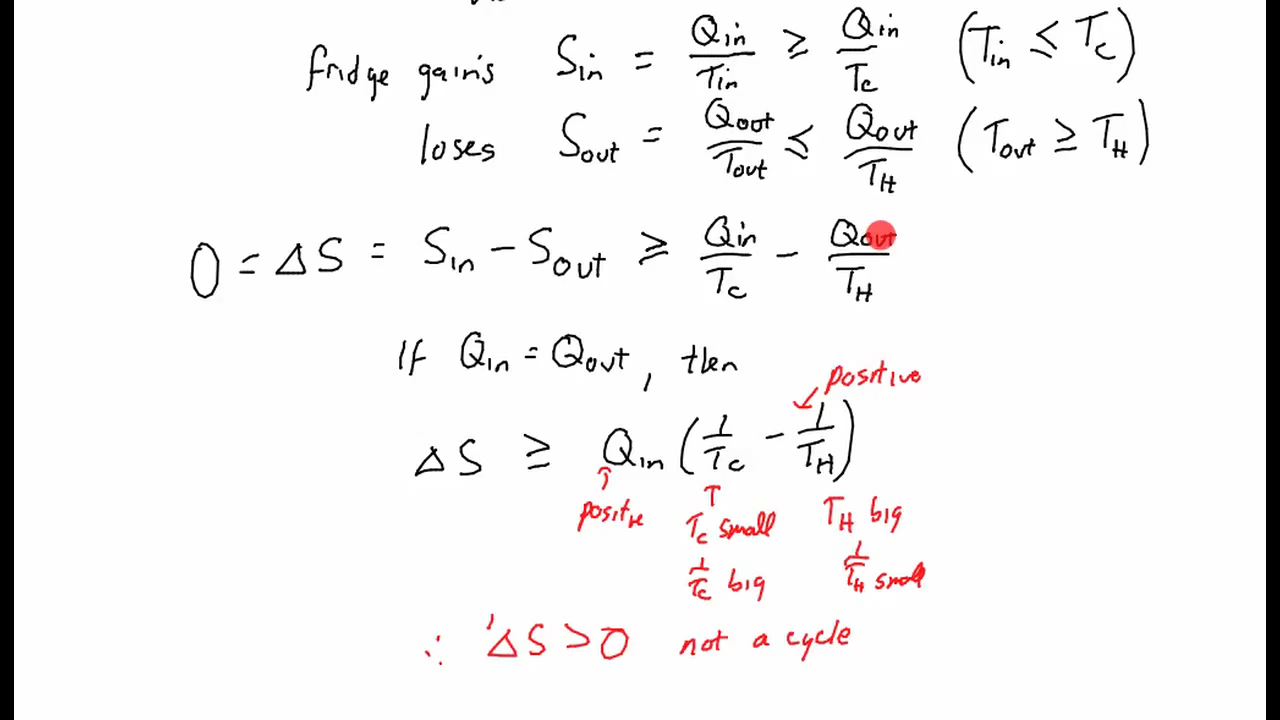 fridge gains S_in = Q_in/T_in ≥ Q_in/T_c (T_in ≤ T_c)
loses S_out = Q_out/T_out ≤ Q_out/T_H (T_out ≥ T_H)
0 = ΔS = S_in − S_out ≥ Q_in/T_c − Q_out/T_H
If Q_in = Q_out, then
positive
ΔS ≥ Q_in (1/T_c − 1/T_H)
positive
T_c small
T_H big
1/T_c big
1/T_H small
∴ ΔS > 0 not a cycle